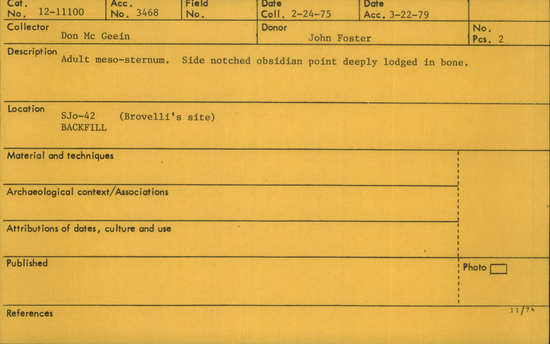 Cat. Acc. Field Date Date
No. 12-11100 No. 3468 No. Coll. 2-24-75 Acc. 3-22-79
Collector Donor No.
Don Mc Geein John Foster Pcs. 2
Description
Adult meso-sternum. Side notched obsidian point deeply lodged in bone.
Location
SJo-42 (Brovelli's site)
BACKFILL
Material and techniques
Archaeological context/Associations
Attributions of dates, culture and use
Published Photo
References